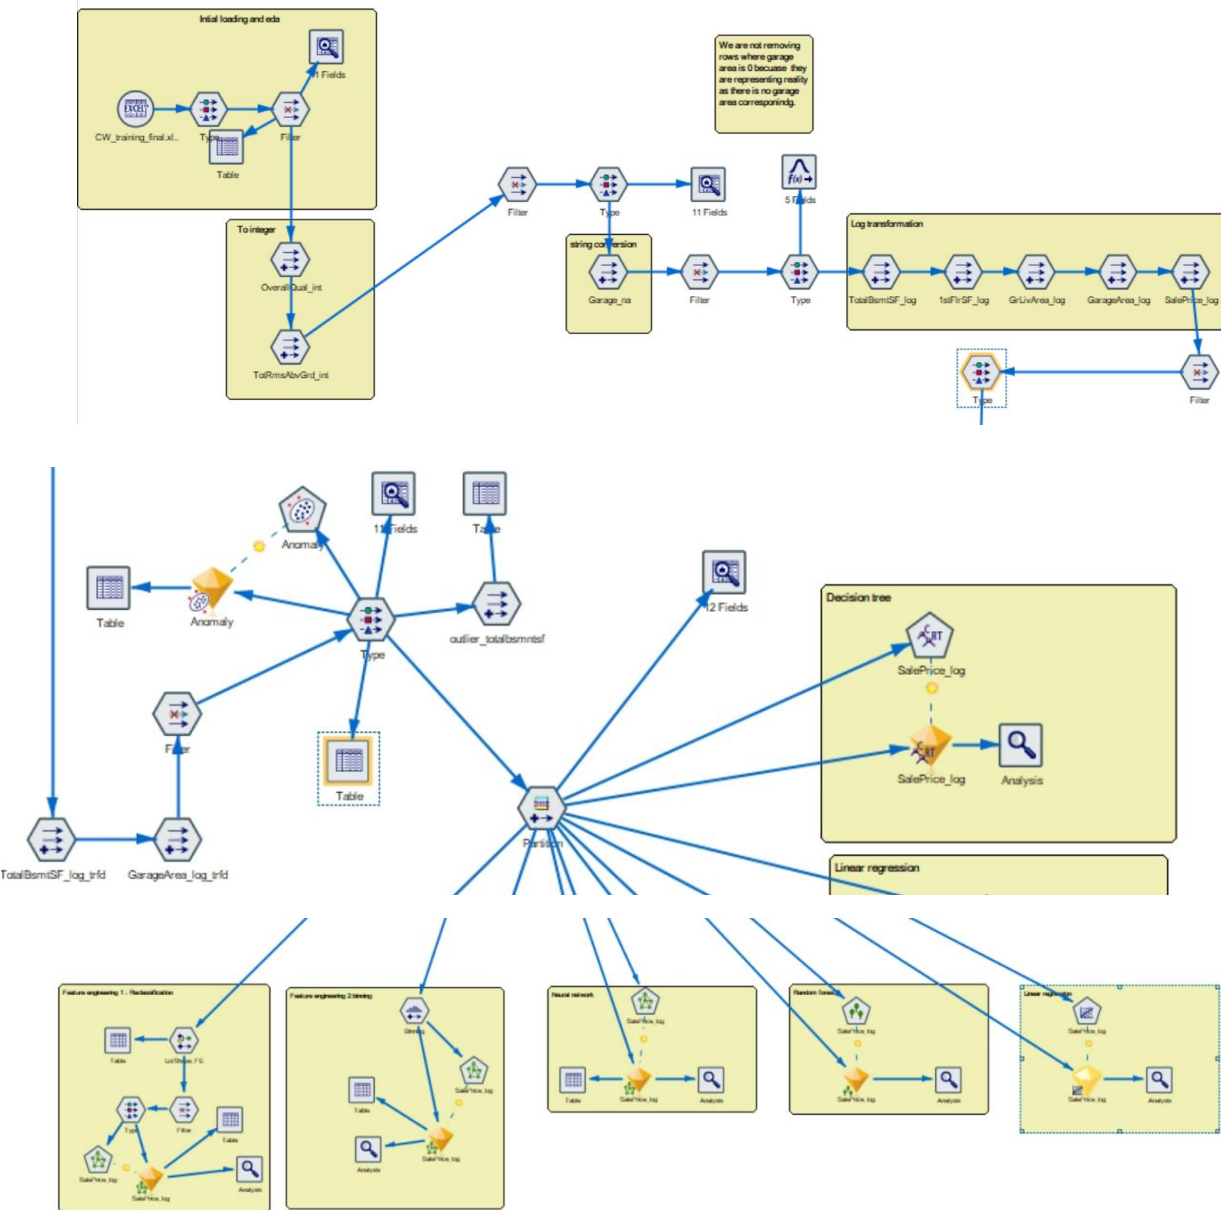 Intial loading and eda
1 Fields
CW_training_final.xl...
Type
Filter
Table
To integer
OverallQual_int
TotRmsAbvGrd_int
We are not removing
rows where garage
area is 0 becuase they
are representing reality
as there is no garage
area corresponindg.
Filter
Type
11 Fields
5 Fields
string conversion
Garage_na
Filter
Type
Log transformation
TotalBsmtSF_log
1stFlrSF_log
GrLivArea_log
GarageArea_log
SalePrice_log
Type
Filter
Anomaly
11 Fields
Table
Table
Anomaly
Type
outlier_totalbsmntsf
12 Fields
Filter
Table
TotalBsmtSF_log_trfd
GarageArea_log_trfd
Partition
Decision tree
SalePrice_log
SalePrice_log
Analysis
Linear regression
Feature engineering 1 - Reclassification
Table
LotShape_FE
Type
Filter
Table
SalePrice_log
SalePrice_log
Analysis
Feature engineering 2.binning
Binning
SalePrice_log
Table
Analysis
SalePrice_log
Neural network
SalePrice_log
Table
SalePrice_log
Analysis
Random forest
SalePrice_log
SalePrice_log
Analysis
Linear regression
SalePrice_log
SalePrice_log
Analysis